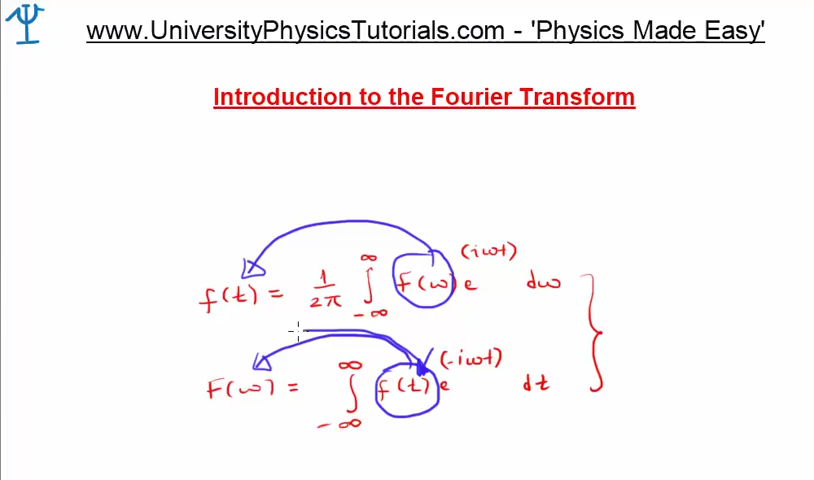 www.UniversityPhysicsTutorials.com - 'Physics Made Easy'
Introduction to the Fourier Transform
f(t) = 1/2π ∫_{-∞}^{∞} F(ω) e^{(iωt)} dω
F(ω) = ∫_{-∞}^{∞} f(t) e^{(-iωt)} dt